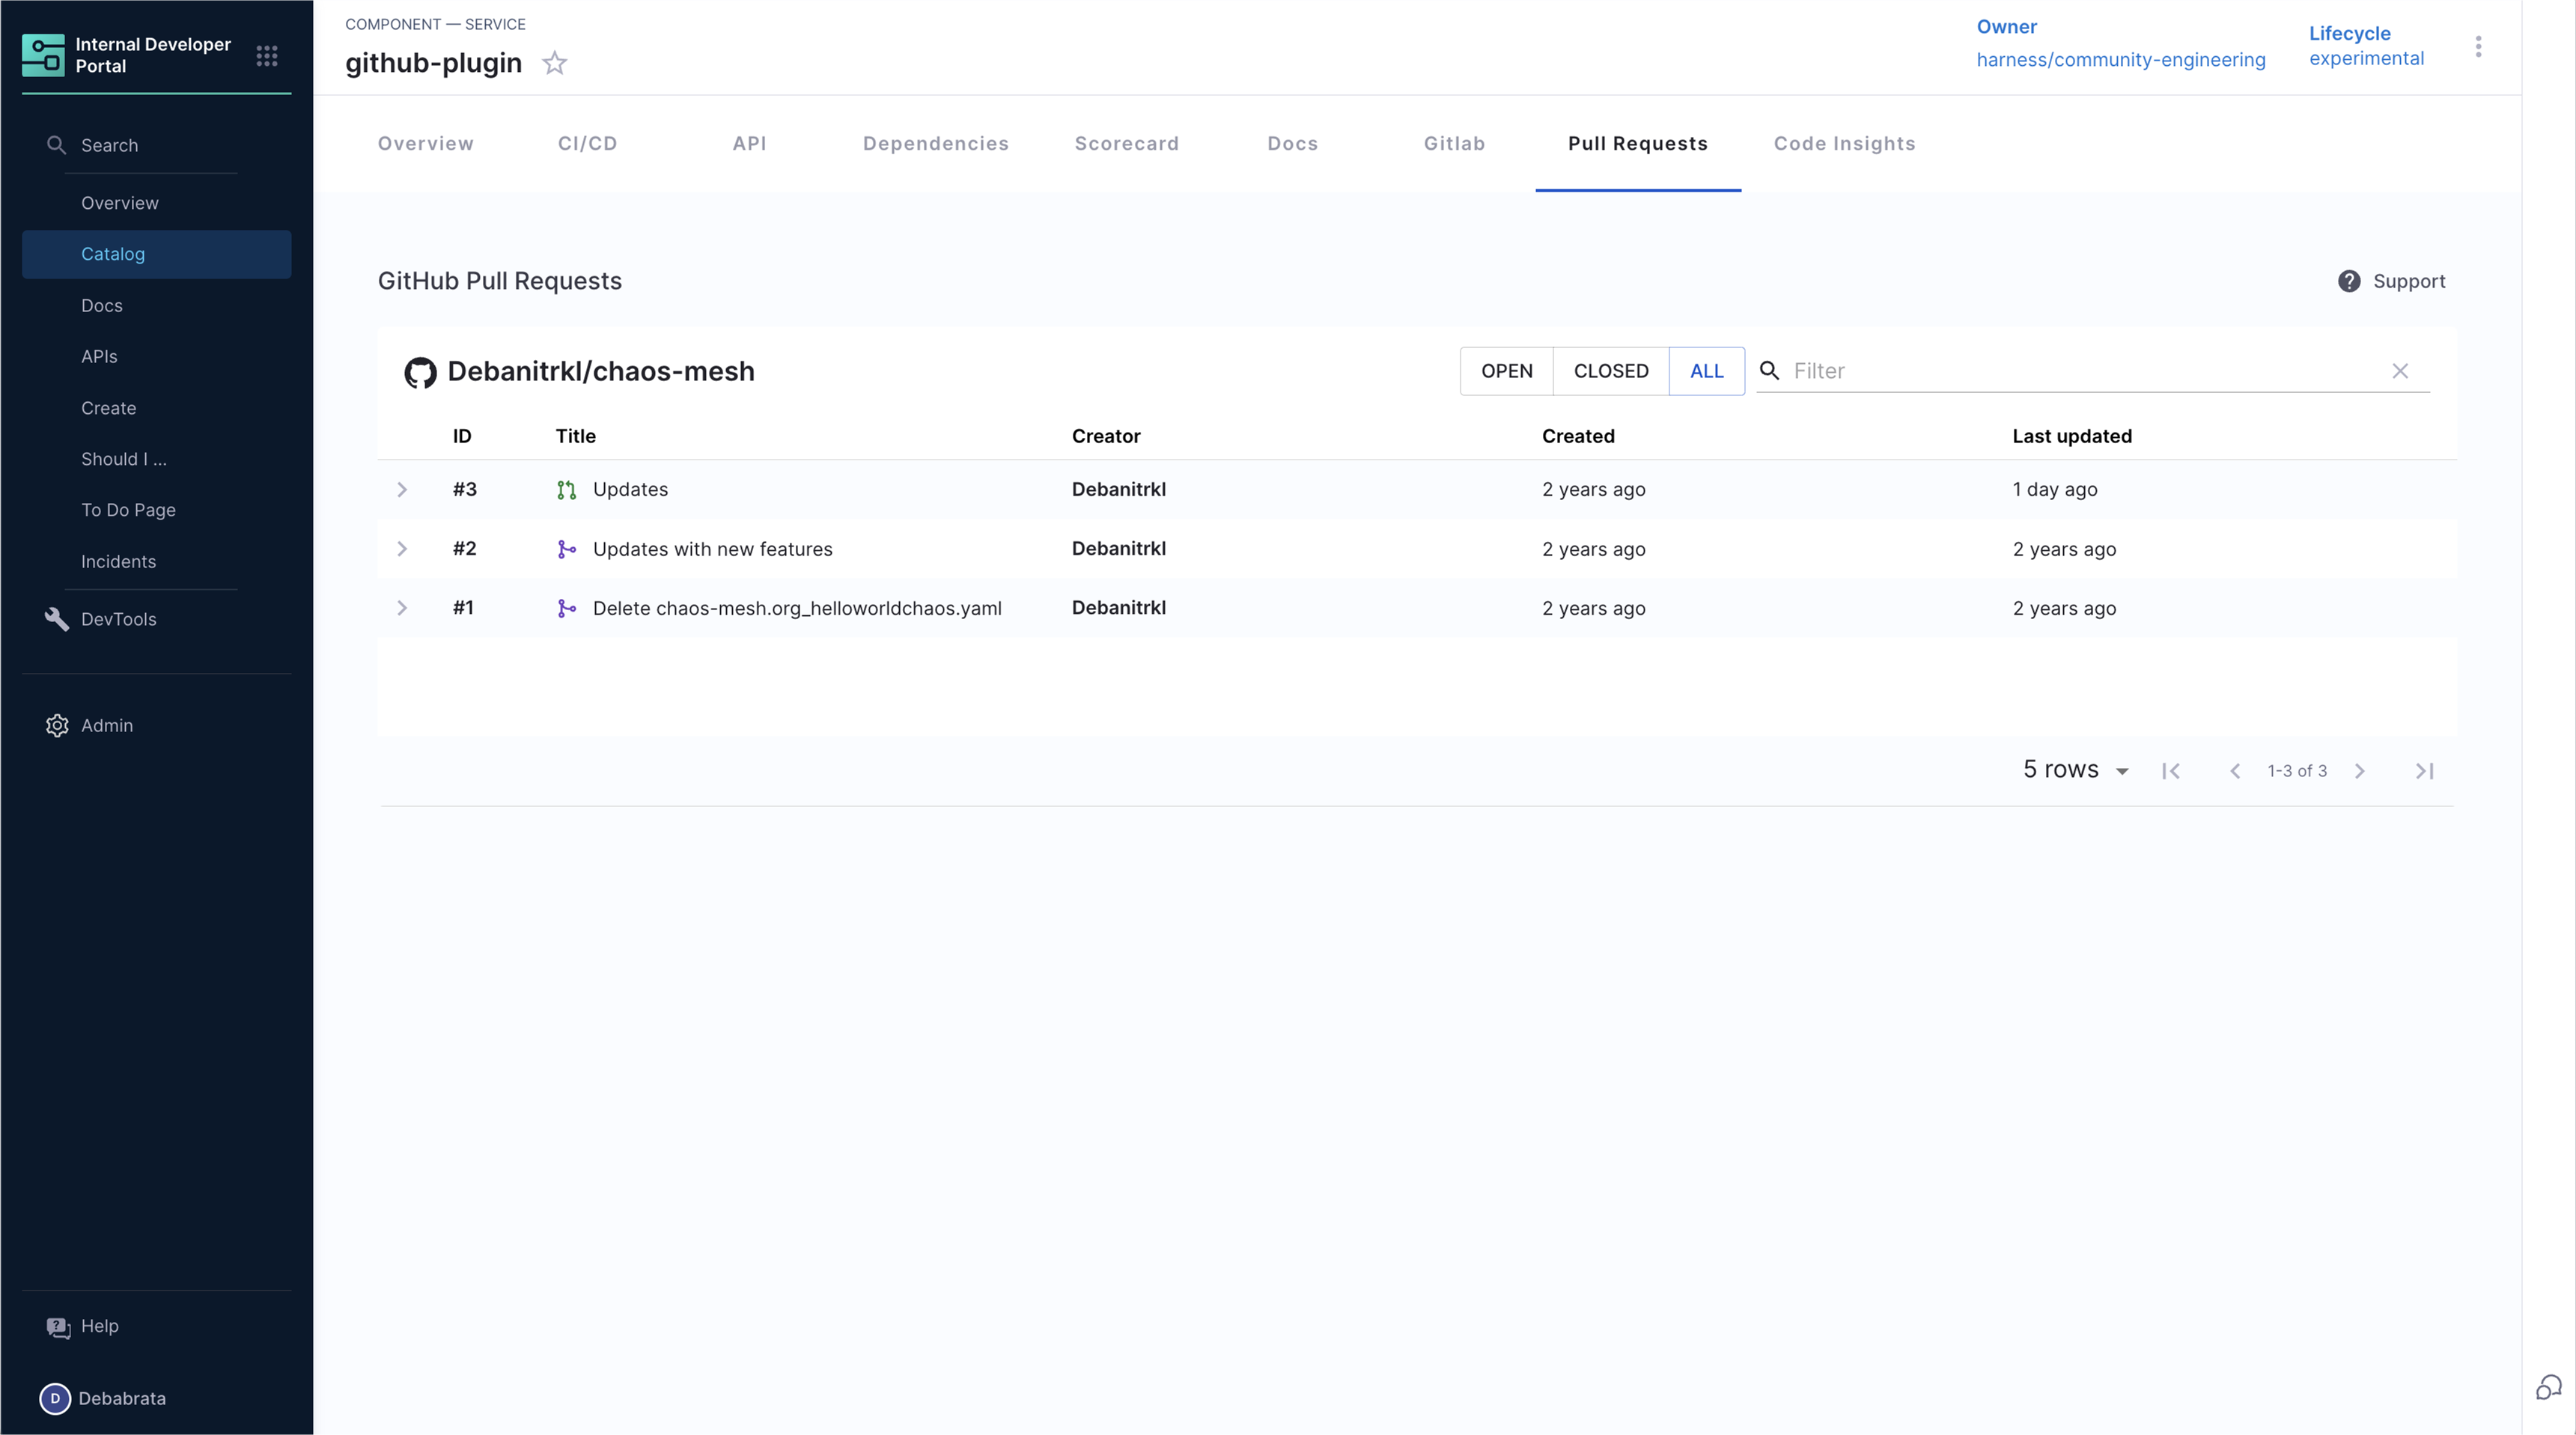 Internal Developer
Portal
Search
Overview
Catalog
Docs
APIs
Create
Should I ...
To Do Page
Incidents
DevTools
Admin
Help
D Debabrata
COMPONENT — SERVICE
github-plugin
Owner
harness/community-engineering
Lifecycle
experimental
Overview CI/CD API Dependencies Scorecard Docs Gitlab Pull Requests Code Insights
GitHub Pull Requests
? Support
Debanitrkl/chaos-mesh
OPEN CLOSED ALL Filter
ID Title Creator Created Last updated
#3 Updates Debanitrkl 2 years ago 1 day ago
#2 Updates with new features Debanitrkl 2 years ago 2 years ago
#1 Delete chaos-mesh.org_helloworldchaos.yaml Debanitrkl 2 years ago 2 years ago
5 rows 1-3 of 3